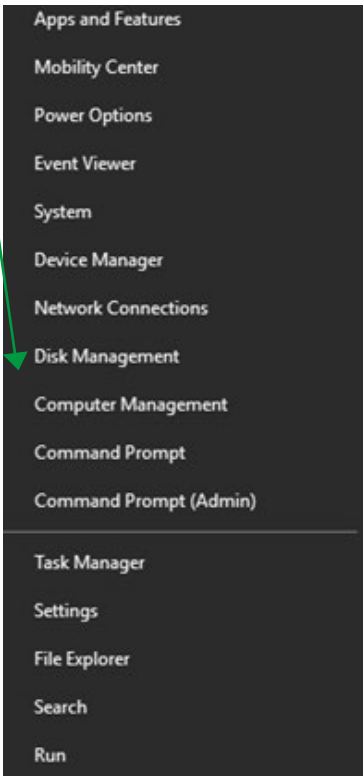 Apps and Features
Mobility Center
Power Options
Event Viewer
System
Device Manager
Network Connections
Disk Management
Computer Management
Command Prompt
Command Prompt (Admin)
Task Manager
Settings
File Explorer
Search
Run